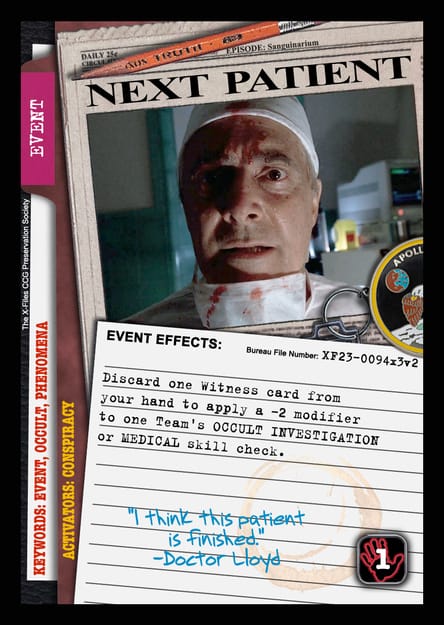 DAILY 25¢
EPISODE: Sanguinarium
NEXT PATIENT
EVENT
The X-Files CCG Preservation Society
KEYWORDS: EVENT, OCCULT, PHENOMENA
ACTIVATORS: CONSPIRACY
APOLL
EVENT EFFECTS:
Bureau File Number: XF23-0094x3v2
Discard one Witness card from
your hand to apply a -2 modifier
to one Team's OCCULT INVESTIGATION
or MEDICAL skill check.
"I think this patient
is finished."
-Doctor Lloyd
1